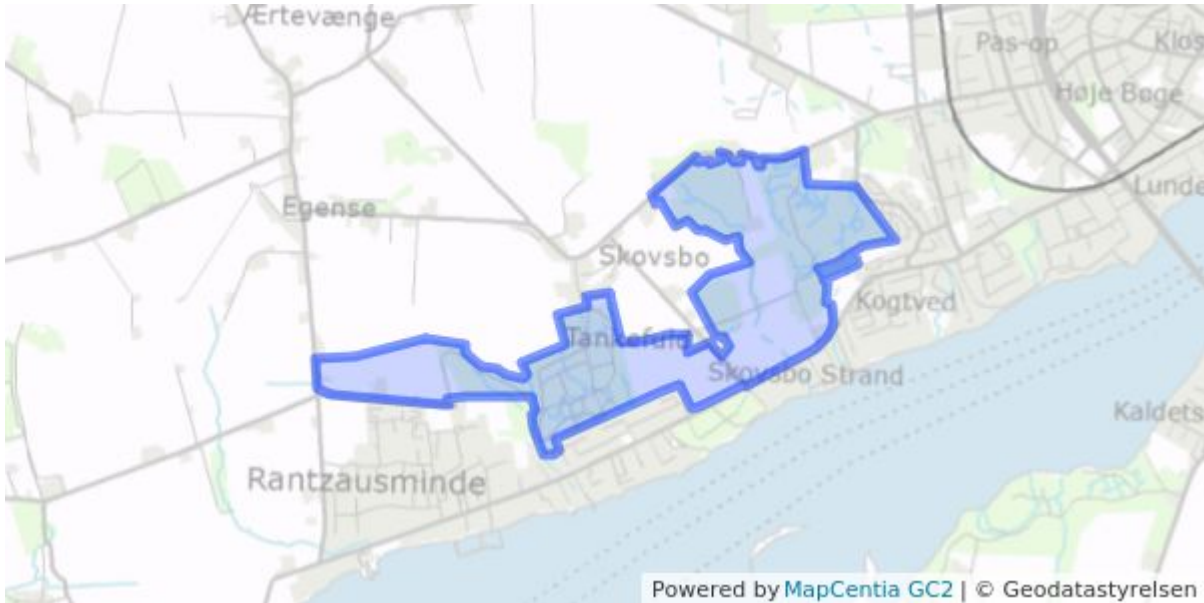 Ærtevænge
Pas-op
Klos
Høje Bøge
Lunde
Egense
Skovsbo
Kogtved
Tankefuld
Skovsbo Strand
Kaldets
Rantzausminde
Powered by MapCentia GC2 | © Geodatastyrelsen